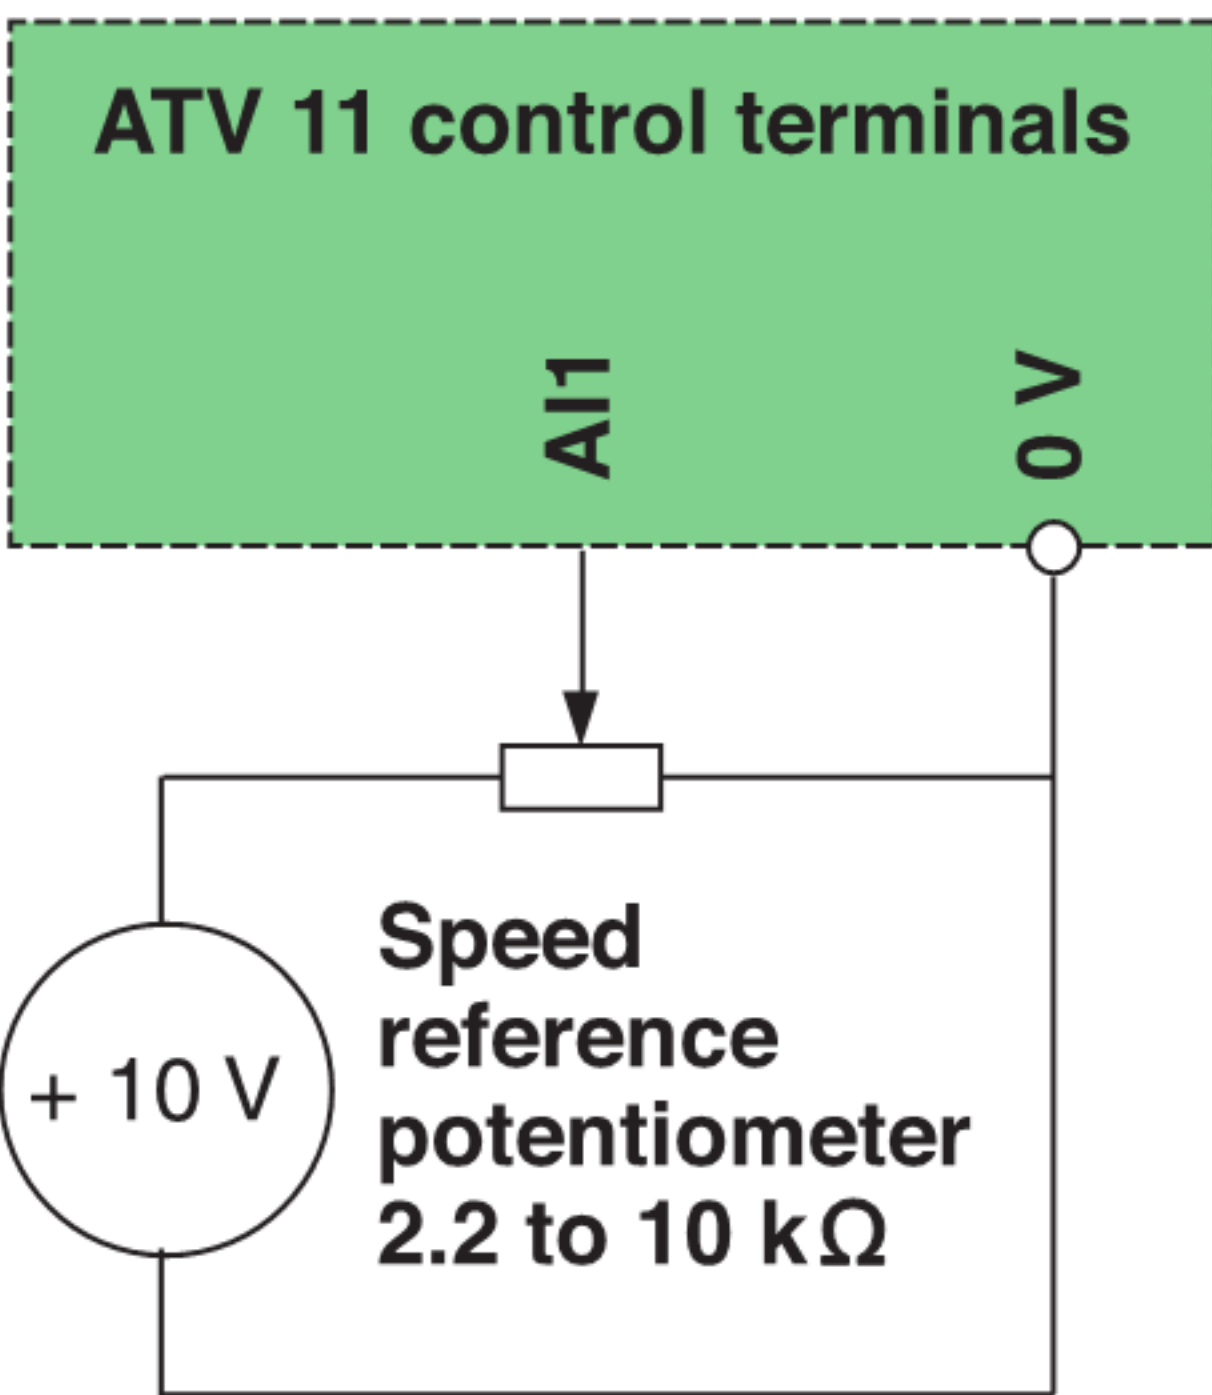 ATV 11 control terminals
AI1
0 V
Speed
reference
potentiometer
2.2 to 10 kΩ
+ 10 V